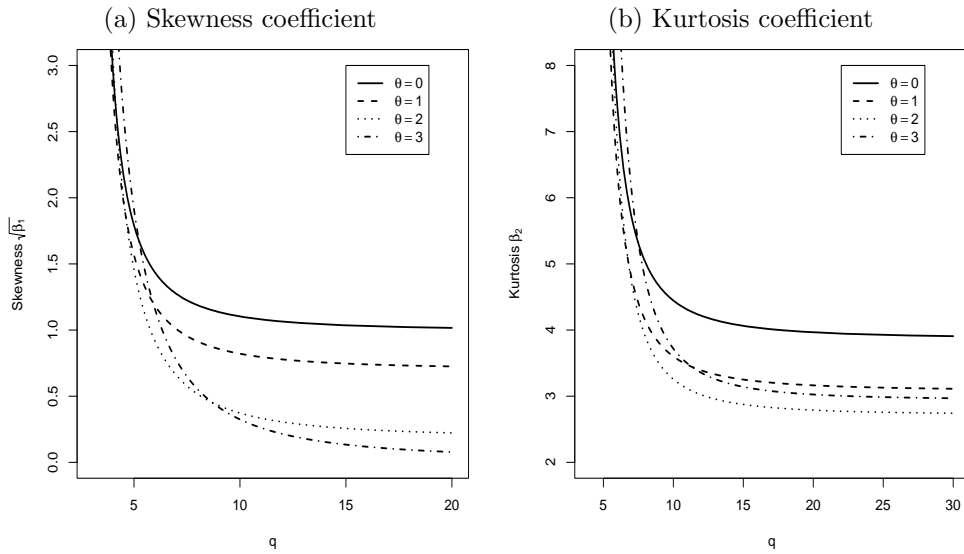 (a) Skewness coefficient
Skewness √β₁
3.0
2.5
2.0
1.5
1.0
0.5
0.0
θ = 0
θ = 1
θ = 2
θ = 3
5 10 15 20
q
(b) Kurtosis coefficient
Kurtosis β₂
8
7
6
5
4
3
2
θ = 0
θ = 1
θ = 2
θ = 3
5 10 15 20 25 30
q